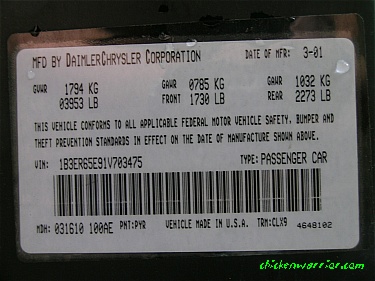 MFD BY DAIMLERCHRYSLER CORPORATION DATE OF MFR: 3-01
GVWR 1794 KG GAWR 0785 KG GAWR 1032 KG
03953 LB FRONT 1730 LB REAR 2273 LB
THIS VEHICLE CONFORMS TO ALL APPLICABLE FEDERAL MOTOR VEHICLE SAFETY, BUMPER AND
THEFT PREVENTION STANDARDS IN EFFECT ON THE DATE OF MANUFACTURE SHOWN ABOVE.
VIN: 1B3ER65E91V703475 TYPE: PASSENGER CAR
MDH: 031610 100AE PNT:PYR VEHICLE MADE IN U.S.A. TRM:CLX9 4648102
chickenwarrior.com